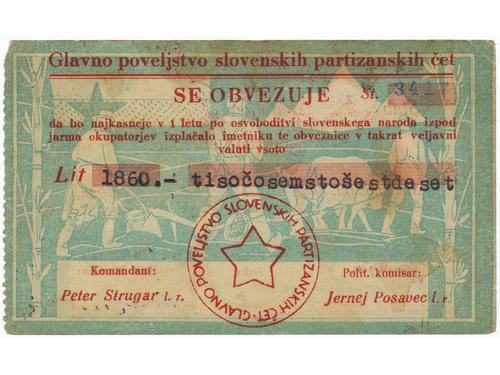 Glavno poveljstvo slovenskih partizanskih čet
SE OBVEZUJE
Št. 3417
da bo najkasneje v 1 letu po osvoboditvi slovenskega naroda izpod
jarma okupatorjev izplačalo imetniku te obveznice v takrat veljavni
valuti vsoto
Lit 1860.- tisočosemstošestdeset
GLAVNO POVELJSTVO SLOVENSKIH PARTIZANSKIH ČET
Komandant:
Peter Strugar l. r.
Polit. komisar:
Jernej Posavec l. r.